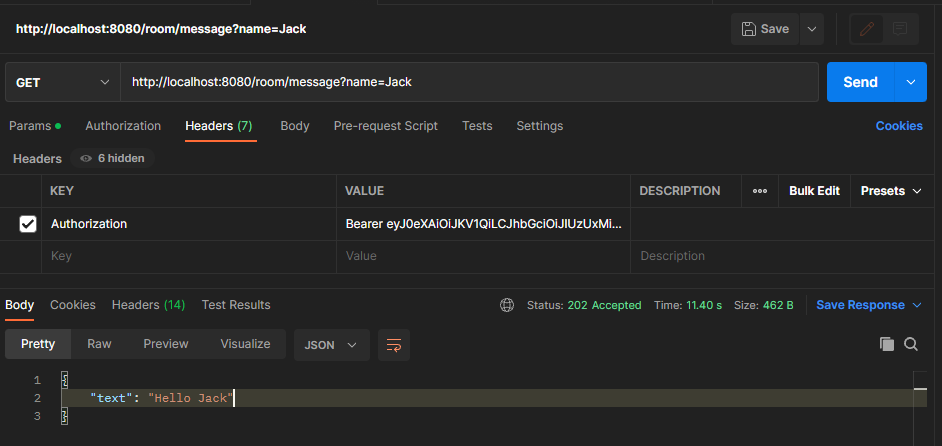 http://localhost:8080/room/message?name=Jack Save
GET http://localhost:8080/room/message?name=Jack Send
Params Authorization Headers (7) Body Pre-request Script Tests Settings Cookies
Headers 6 hidden
KEY VALUE DESCRIPTION ooo Bulk Edit Presets
Authorization Bearer eyJ0eXAiOiJKV1QiLCJhbGciOiJIUzUxMi...
Key Value Description
Body Cookies Headers (14) Test Results Status: 202 Accepted Time: 11.40 s Size: 462 B Save Response
Pretty Raw Preview Visualize JSON
1 {
2 "text": "Hello Jack"
3 }